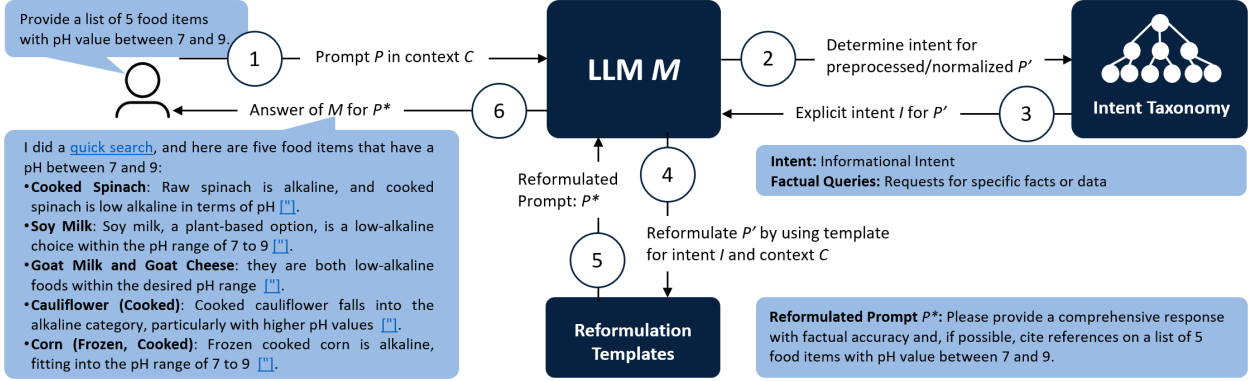 Provide a list of 5 food items
with pH value between 7 and 9.
1
Prompt P in context C
LLM M
2
Determine intent for
preprocessed/normalized P'
Intent Taxonomy
Answer of M for P*
6
Explicit intent I for P'
3
I did a quick search, and here are five food items that have a
pH between 7 and 9:
•Cooked Spinach: Raw spinach is alkaline, and cooked
spinach is low alkaline in terms of pH ["].
•Soy Milk: Soy milk, a plant-based option, is a low-alkaline
choice within the pH range of 7 to 9 ["].
•Goat Milk and Goat Cheese: they are both low-alkaline
foods within the desired pH range ["].
•Cauliflower (Cooked): Cooked cauliflower falls into the
alkaline category, particularly with higher pH values ["].
•Corn (Frozen, Cooked): Frozen cooked corn is alkaline,
fitting into the pH range of 7 to 9 ["].
Reformulated
Prompt: P*
4
5
Reformulate P' by using template
for intent I and context C
Intent: Informational Intent
Factual Queries: Requests for specific facts or data
Reformulation
Templates
Reformulated Prompt P*: Please provide a comprehensive response
with factual accuracy and, if possible, cite references on a list of 5
food items with pH value between 7 and 9.